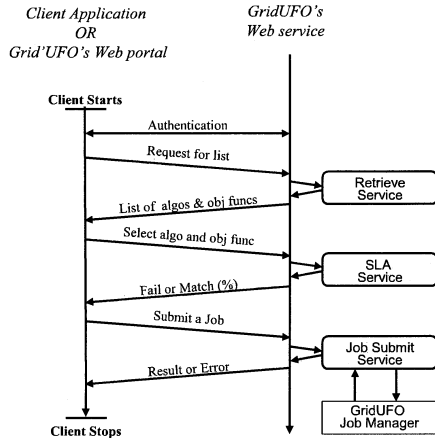 Client Application
OR
Grid'UFO's Web portal
GridUFO's
Web service
Client Starts
Authentication
Request for list
Retrieve
Service
List of algos & obj funcs
Select algo and obj func
SLA
Service
Fail or Match (%)
Submit a Job
Job Submit
Service
Result or Error
GridUFO
Job Manager
Client Stops